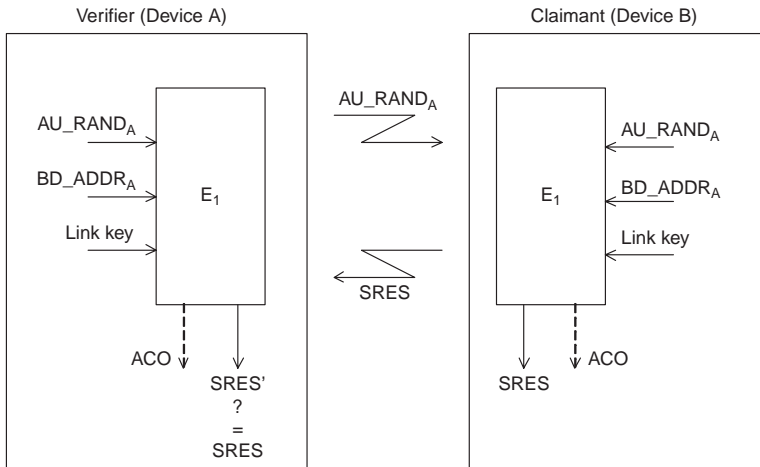 Verifier (Device A)
AU_RANDA
BD_ADDRA
Link key
E1
ACO
SRES'
?
=
SRES
AU_RANDA
SRES
Claimant (Device B)
E1
AU_RANDA
BD_ADDRA
Link key
SRES
ACO